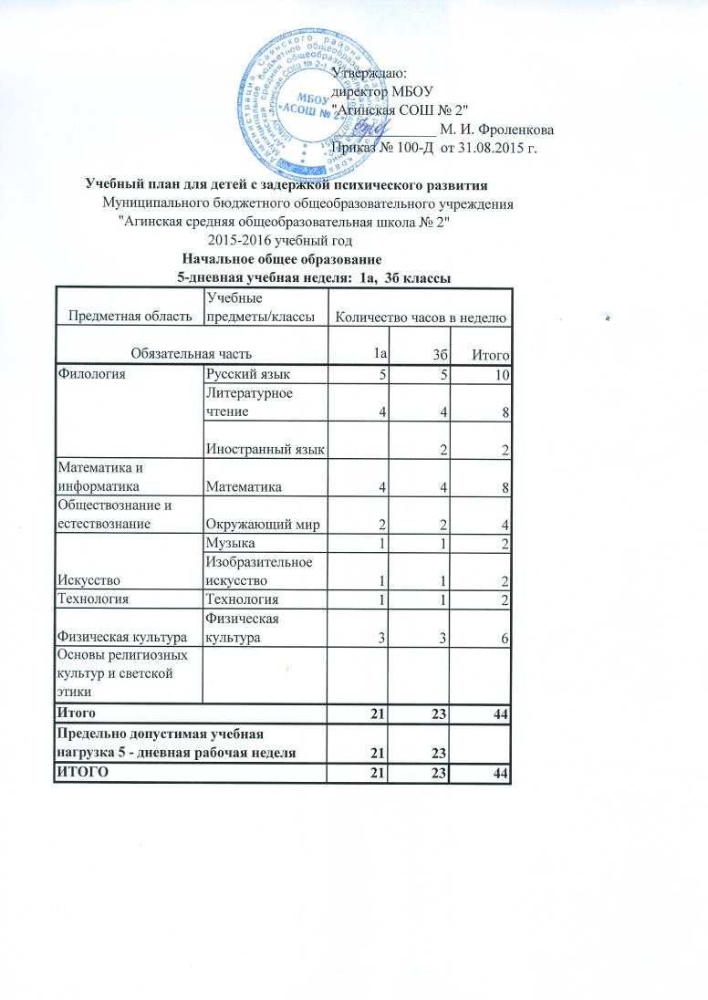 Утверждаю:
директор МБОУ
"Агинская СОШ № 2"
М. И. Фроленкова
Приказ № 100-Д от 31.08.2015 г.
МБОУ
"АСОШ № 2"
Учебный план для детей с задержкой психического развития
Муниципального бюджетного общеобразовательного учреждения
"Агинская средняя общеобразовательная школа № 2"
2015-2016 учебный год
Начальное общее образование
5-дневная учебная неделя: 1а, 3б классы
Предметная область Учебные предметы/классы Количество часов в неделю
Обязательная часть 1а 3б Итого
Филология Русский язык 5 5 10
Литературное чтение 4 4 8
Иностранный язык 2 2
Математика и информатика Математика 4 4 8
Обществознание и естествознание Окружающий мир 2 2 4
Искусство Музыка 1 1 2
Изобразительное искусство 1 1 2
Технология Технология 1 1 2
Физическая культура Физическая культура 3 3 6
Основы религиозных культур и светской этики
Итого 21 23 44
Предельно допустимая учебная нагрузка 5 - дневная рабочая неделя 21 23
ИТОГО 21 23 44